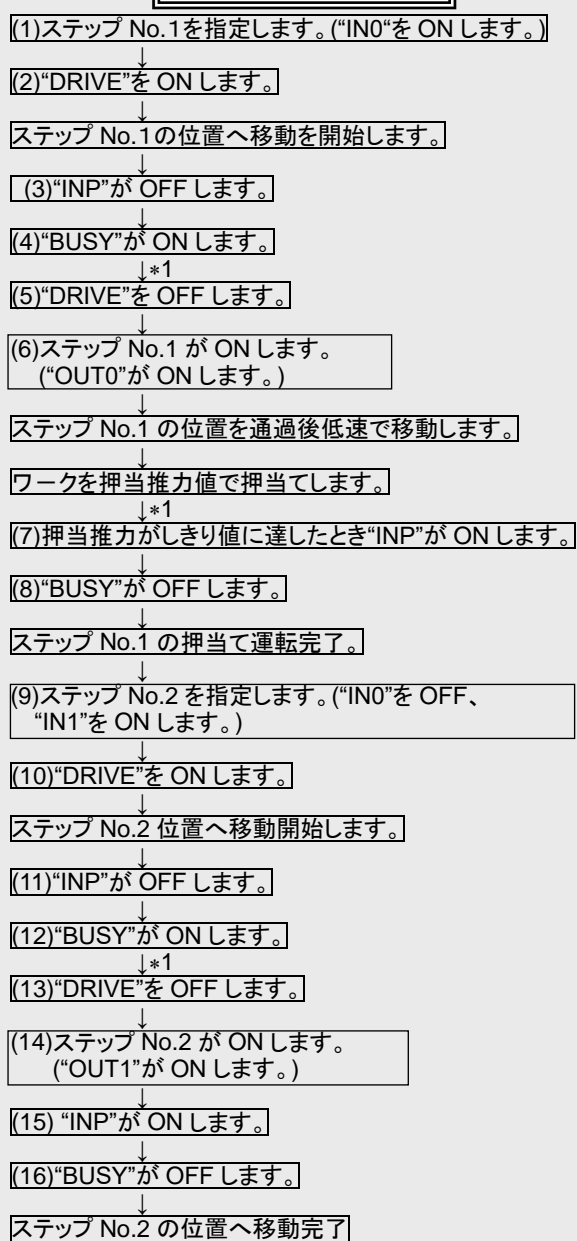 (1)ステップ No.1を指定します。(“IN0“を ON します。)
↓
(2)“DRIVE”を ON します。
↓
ステップ No.1の位置へ移動を開始します。
↓
(3)“INP”が OFF します。
↓
(4)“BUSY”が ON します。
↓*1
(5)“DRIVE”を OFF します。
↓
(6)ステップ No.1 が ON します。
(“OUT0”が ON します。)
↓
ステップ No.1 の位置を通過後低速で移動します。
↓
ワークを押当推力値で押当てします。
↓*1
(7)押当推力がしきり値に達したとき“INP”が ON します。
↓
(8)“BUSY”が OFF します。
↓
ステップ No.1 の押当て運転完了。
↓
(9)ステップ No.2 を指定します。(“IN0”を OFF、
“IN1”を ON します。)
↓
(10)“DRIVE”を ON します。
↓
ステップ No.2 位置へ移動開始します。
↓
(11)“INP”が OFF します。
↓
(12)“BUSY”が ON します。
↓*1
(13)“DRIVE”を OFF します。
↓
(14)ステップ No.2 が ON します。
(“OUT1”が ON します。)
↓
(15) “INP”が ON します。
↓
(16)“BUSY”が OFF します。
↓
ステップ No.2 の位置へ移動完了